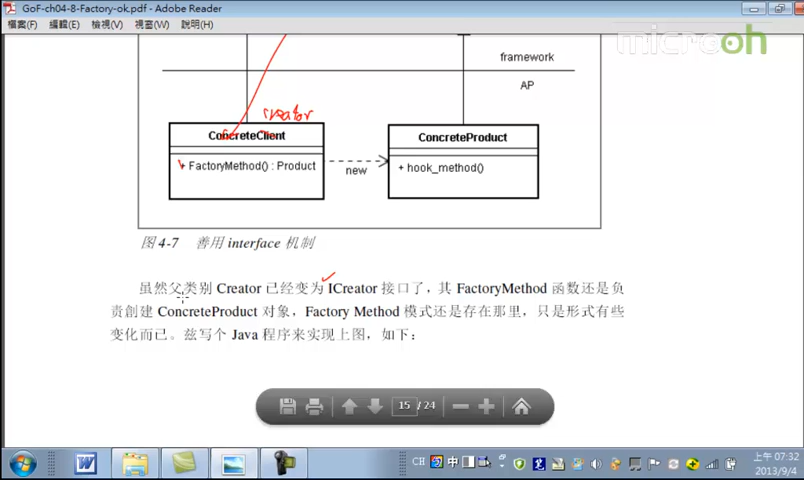 GoF-ch04-8-Factory-ok.pdf - Adobe Reader
檔案(F) 編輯(E) 檢視(V) 視窗(W) 說明(H)
microoh
framework
AP
creator
ConcreteClient
+ FactoryMethod() : Product
new
ConcreteProduct
+ hook_method()
图 4-7 善用 interface 机制
虽然父类别 Creator 已经变为 ICreator 接口了，其 FactoryMethod 函数还是负
责创建 ConcreteProduct 对象，Factory Method 模式还是存在那里，只是形式有些
变化而已。兹写个 Java 程序来实现上图，如下：
15 / 24
CH 中
上午 07:32
2013/9/4